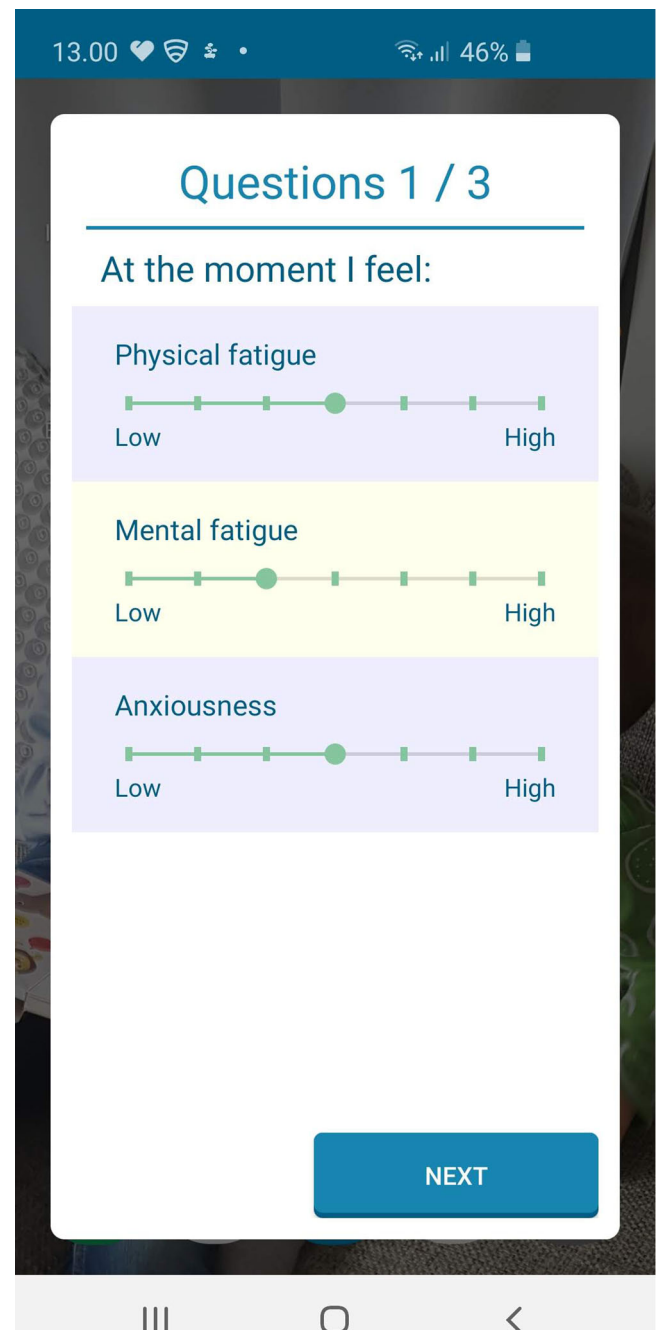 13.00 46%
Questions 1 / 3
At the moment I feel:
Physical fatigue
Low High
Mental fatigue
Low High
Anxiousness
Low High
NEXT